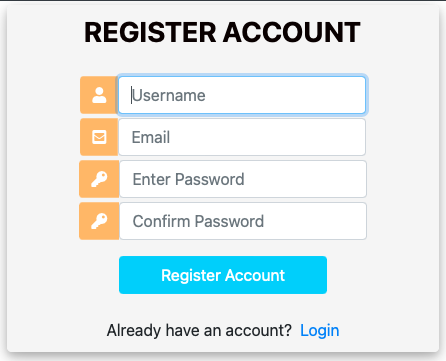 REGISTER ACCOUNT
Username
Email
Enter Password
Confirm Password
Register Account
Already have an account? Login